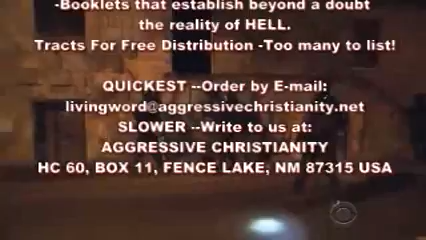 -Booklets that establish beyond a doubt
the reality of HELL.
Tracts For Free Distribution -Too many to list!
QUICKEST --Order by E-mail:
livingword@aggressivechristianity.net
SLOWER --Write to us at:
AGGRESSIVE CHRISTIANITY
HC 60, BOX 11, FENCE LAKE, NM 87315 USA